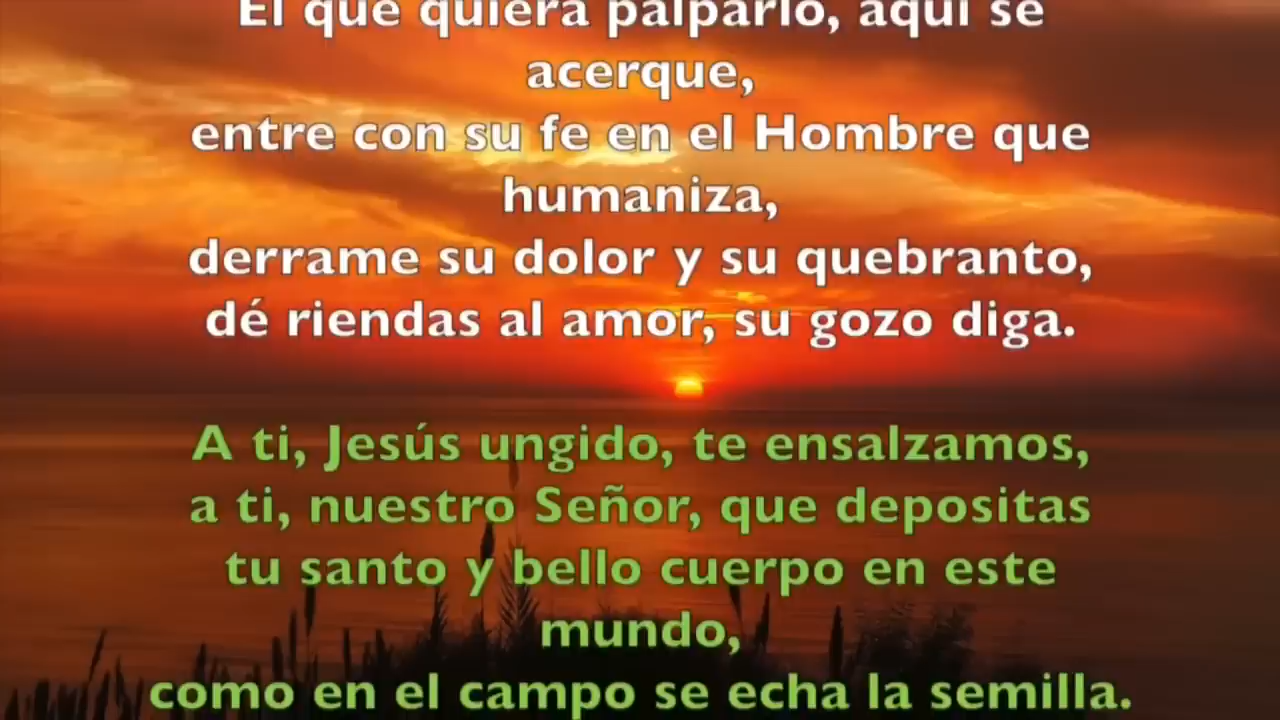 El que quiera palparlo, aquí se
acerque,
entre con su fe en el Hombre que
humaniza,
derrame su dolor y su quebranto,
dé riendas al amor, su gozo diga.
A ti, Jesús ungido, te ensalzamos,
a ti, nuestro Señor, que depositas
tu santo y bello cuerpo en este
mundo,
como en el campo se echa la semilla.